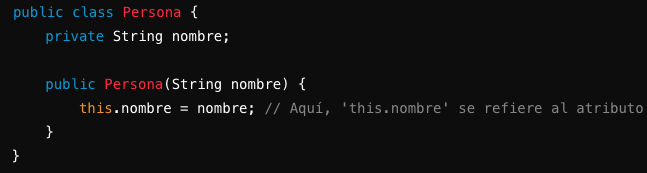 public class Persona {
    private String nombre;

    public Persona(String nombre) {
        this.nombre = nombre; // Aquí, 'this.nombre' se refiere al atributo
    }
}